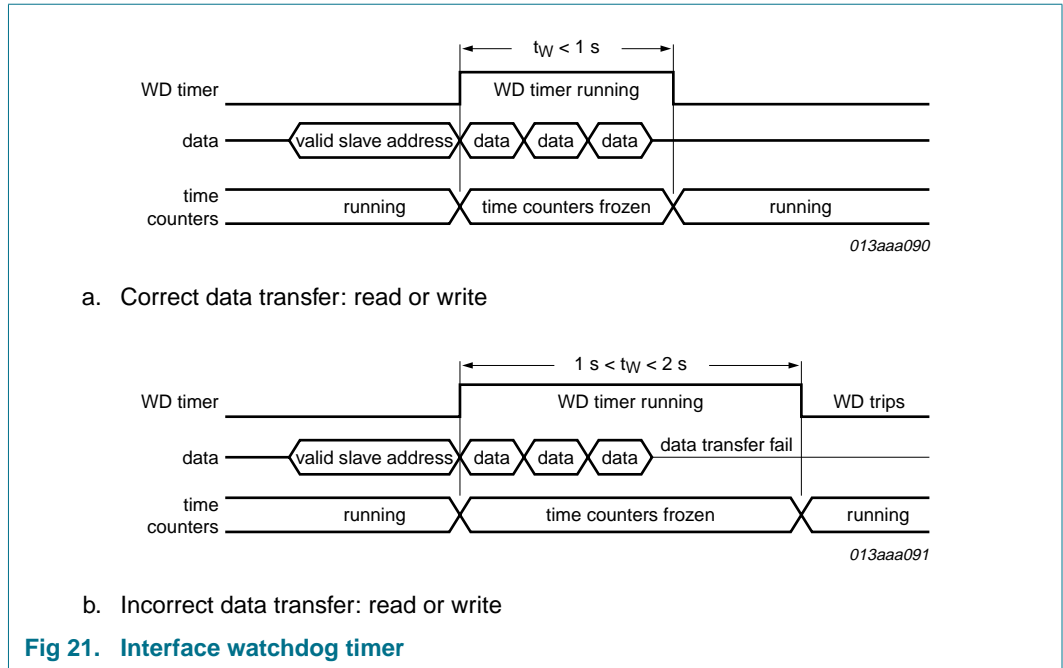 tW < 1 s
WD timer
WD timer running
data
valid slave address
data
data
data
time
counters
running
time counters frozen
running
013aaa090
a. Correct data transfer: read or write
1 s < tW < 2 s
WD timer
WD timer running
WD trips
data
valid slave address
data
data
data
data transfer fail
time
counters
running
time counters frozen
running
013aaa091
b. Incorrect data transfer: read or write
Fig 21. Interface watchdog timer